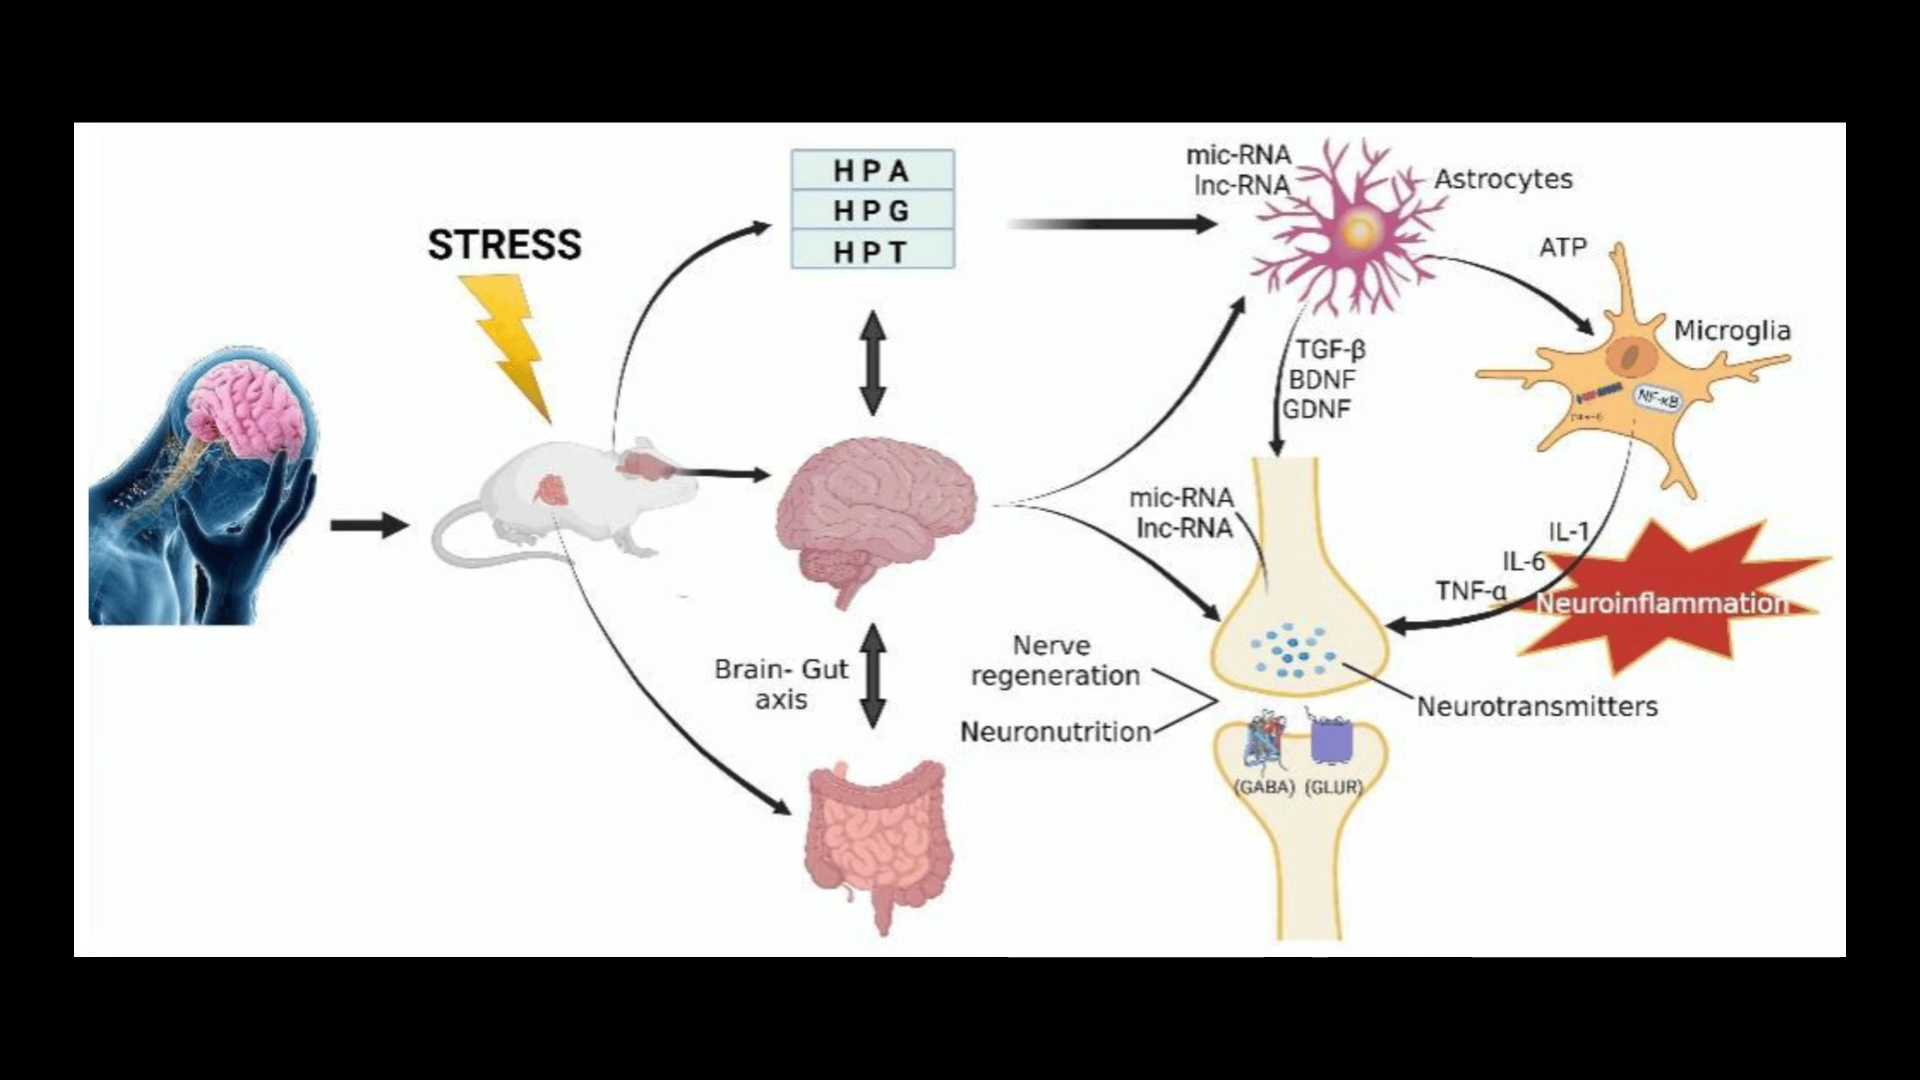 STRESS
HPA
HPG
HPT
Brain- Gut
axis
mic-RNA
lnc-RNA
Astrocytes
ATP
Microglia
NF-κB
TGF-β
BDNF
GDNF
mic-RNA
lnc-RNA
IL-1
IL-6
TNF-α
Neuroinflammation
Nerve
regeneration
Neuronutrition
Neurotransmitters
(GABA) (GLUR)